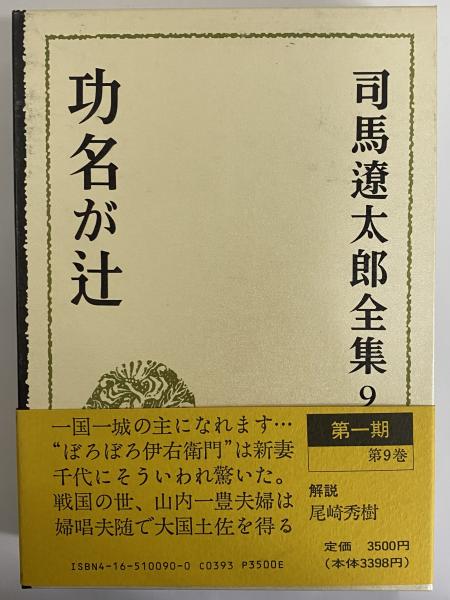 司馬遼太郎全集 9
功名が辻
第一期
第9巻
解説
尾崎秀樹
定価 3500円
（本体3398円）
一国一城の主になれます…
“ぼろぼろ伊右衛門”は新妻
千代にそういわれ驚いた。
戦国の世、山内一豊夫婦は
婦唱夫随で大国土佐を得る
ISBN4-16-510090-0 C0393 P3500E